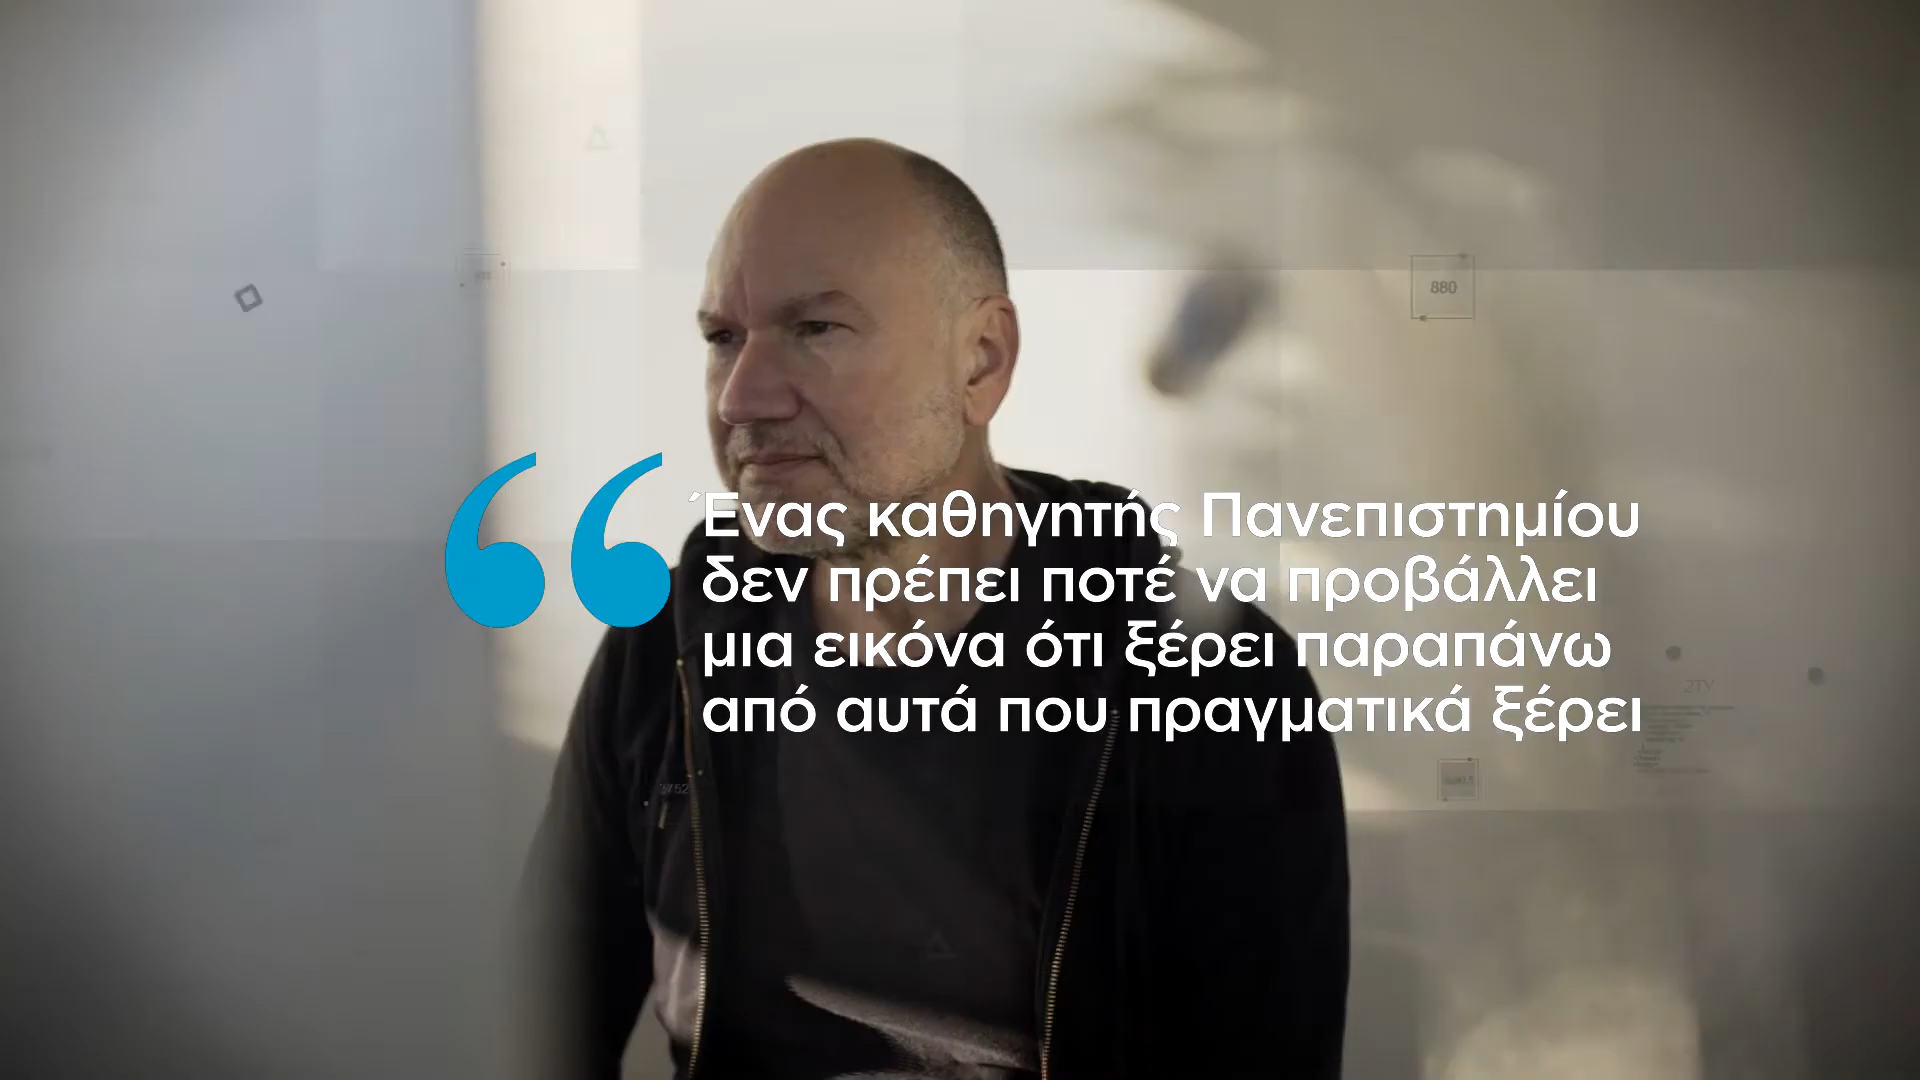 880
Ένας καθηγητής Πανεπιστημίου
δεν πρέπει ποτέ να προβάλλει
μια εικόνα ότι ξέρει παραπάνω
από αυτά που πραγματικά ξέρει
2TY